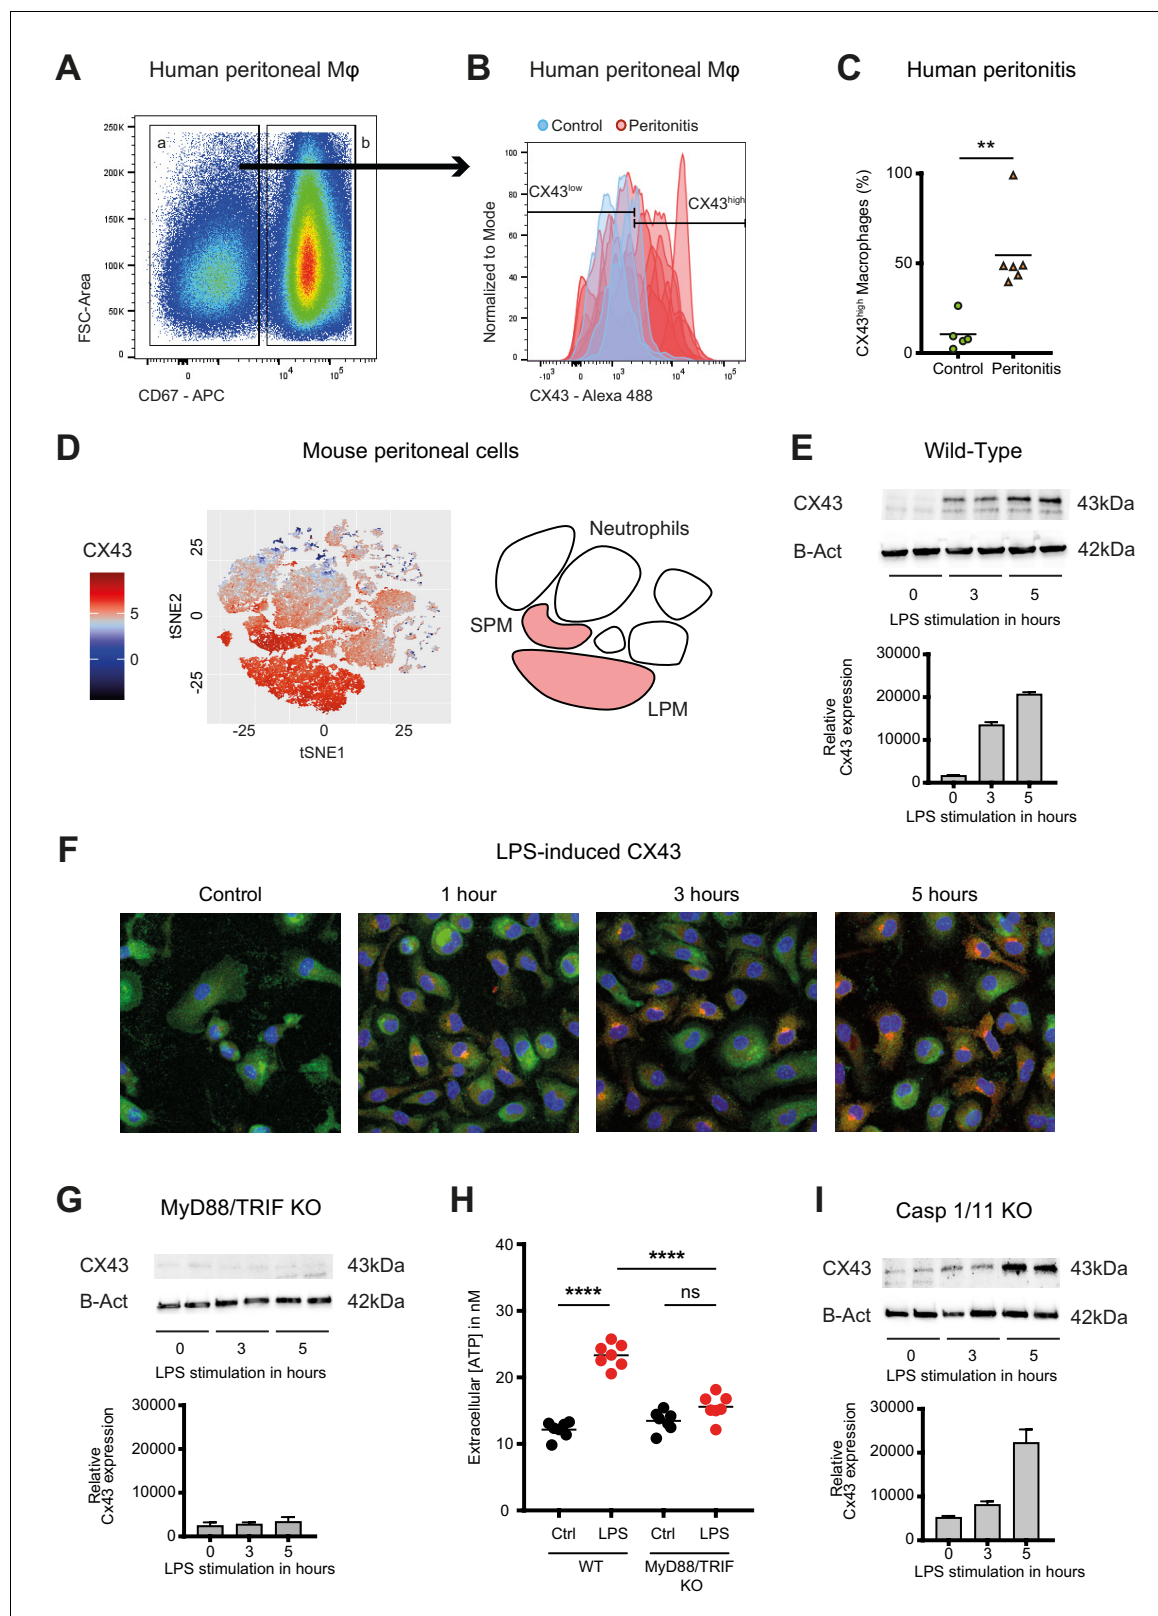 A
Human peritoneal Mφ
250K
200K
150K
100K
50K
0
a
b
FSC-Area
0
10⁴
10⁵
CD67 - APC
B
Human peritoneal Mφ
Control
Peritonitis
100
80
60
40
20
0
CX43low
CX43high
Normalized to Mode
-10³
0
10³
10⁴
10⁵
CX43 - Alexa 488
C
Human peritonitis
**
100
50
0
CX43high Macrophages (%)
Control
Peritonitis
D
Mouse peritoneal cells
CX43
5
0
25
0
-25
tSNE2
-25
0
25
tSNE1
Neutrophils
SPM
LPM
E
Wild-Type
CX43
43kDa
B-Act
42kDa
0
3
5
LPS stimulation in hours
30000
20000
10000
0
Relative
Cx43 expression
0
3
5
LPS stimulation in hours
F
LPS-induced CX43
Control
1 hour
3 hours
5 hours
G
MyD88/TRIF KO
CX43
43kDa
B-Act
42kDa
0
3
5
LPS stimulation in hours
30000
20000
10000
0
Relative
Cx43 expression
0
3
5
LPS stimulation in hours
H
40
30
20
10
0
Extracellular [ATP] in nM
****
****
ns
Ctrl
LPS
Ctrl
LPS
WT
MyD88/TRIF
KO
I
Casp 1/11 KO
CX43
43kDa
B-Act
42kDa
0
3
5
LPS stimulation in hours
30000
20000
10000
0
Relative
Cx43 expression
0
3
5
LPS stimulation in hours